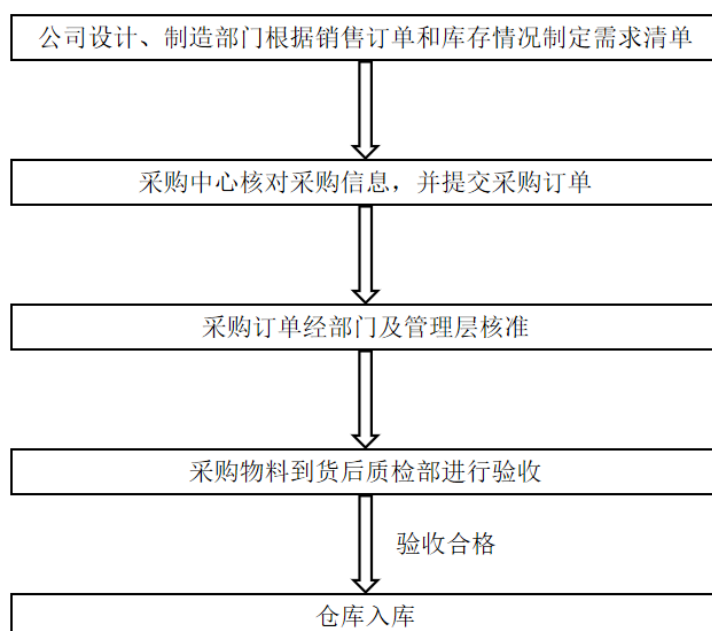 公司设计、制造部门根据销售订单和库存情况制定需求清单
采购中心核对采购信息，并提交采购订单
采购订单经部门及管理层核准
采购物料到货后质检部进行验收
验收合格
仓库入库